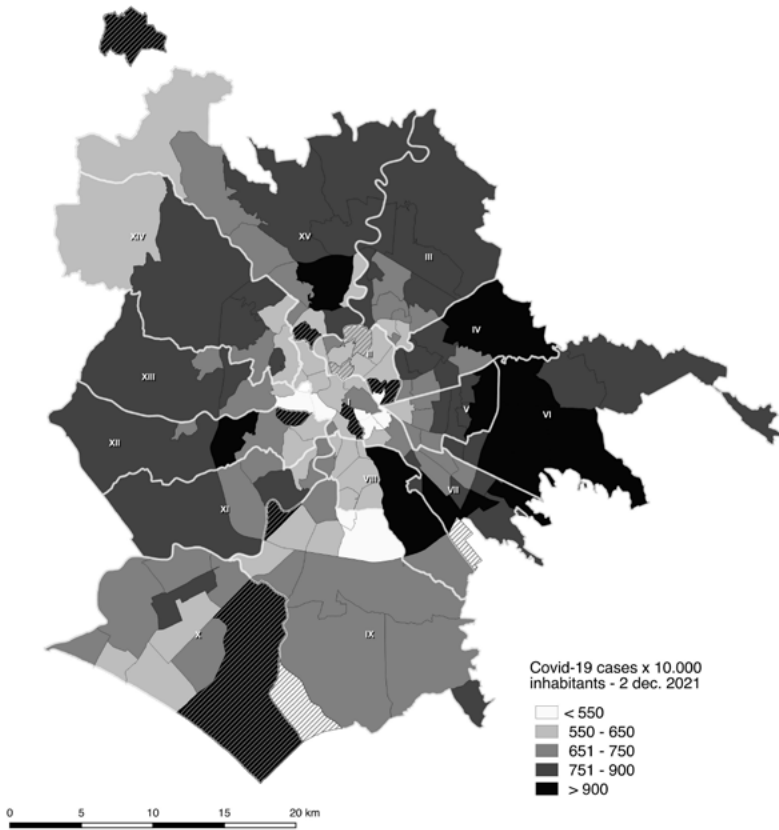 XIV
XV
III
IV
II
XIII
I
V
VI
XII
VIII
VII
XI
X
IX
Covid-19 cases x 10.000
inhabitants - 2 dec. 2021
< 550
550 - 650
651 - 750
751 - 900
> 900
0 5 10 15 20 km